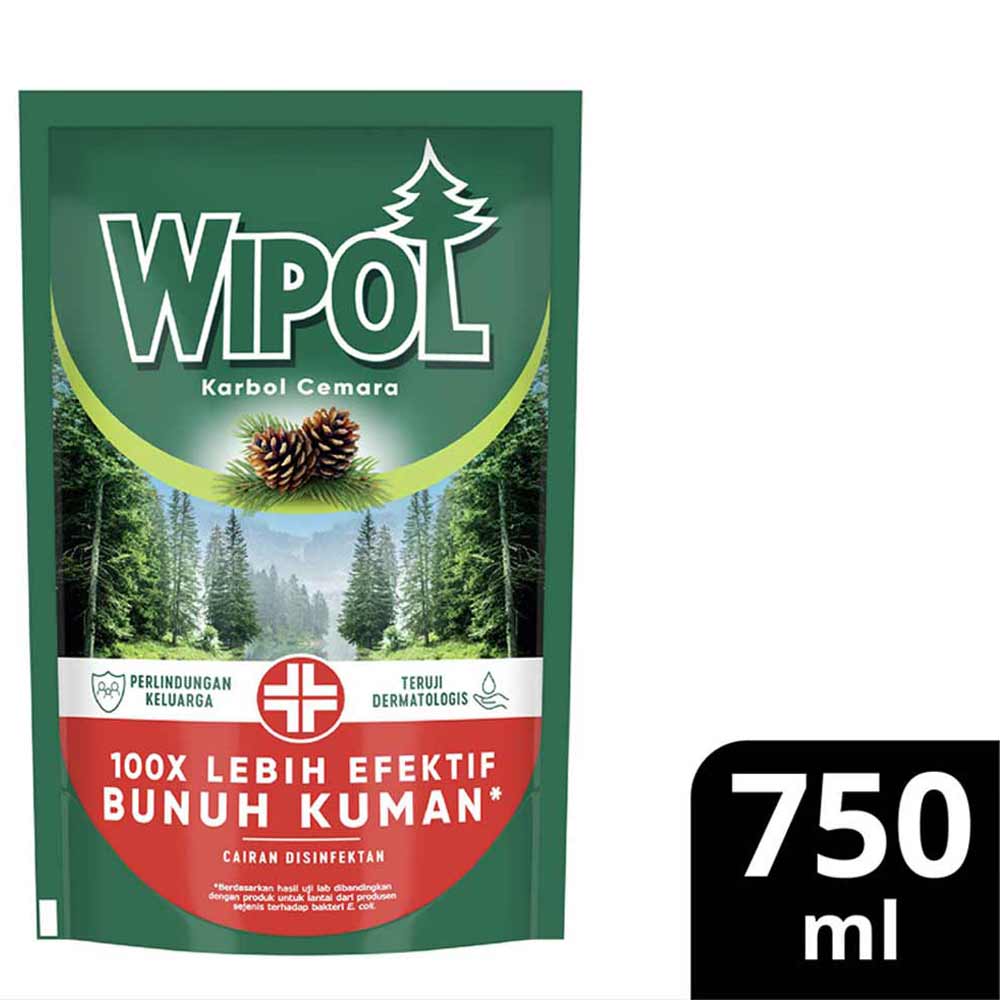 WIPOL
Karbol Cemara
PERLINDUNGAN
KELUARGA
TERUJI
DERMATOLOGIS
100X LEBIH EFEKTIF
BUNUH KUMAN*
CAIRAN DISINFEKTAN
*Berdasarkan hasil uji lab dibandingkan
dengan produk untuk lantai dari produsen
sejenis terhadap bakteri E. coli.
750
ml